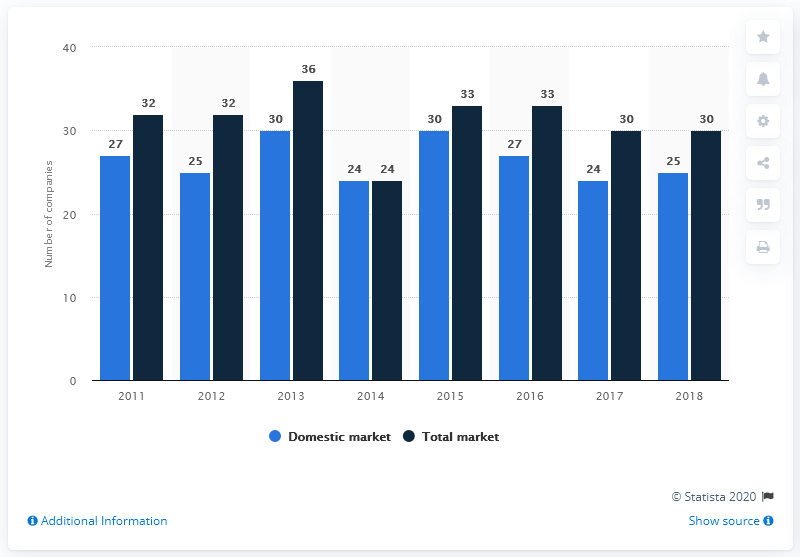 40
30
20
10
0
Number of companies
27 32
25 32
30 36
24 24
30 33
27 33
24 30
25 30
2011 2012 2013 2014 2015 2016 2017 2018
Domestic market Total market
© Statista 2020
Additional Information
Show source